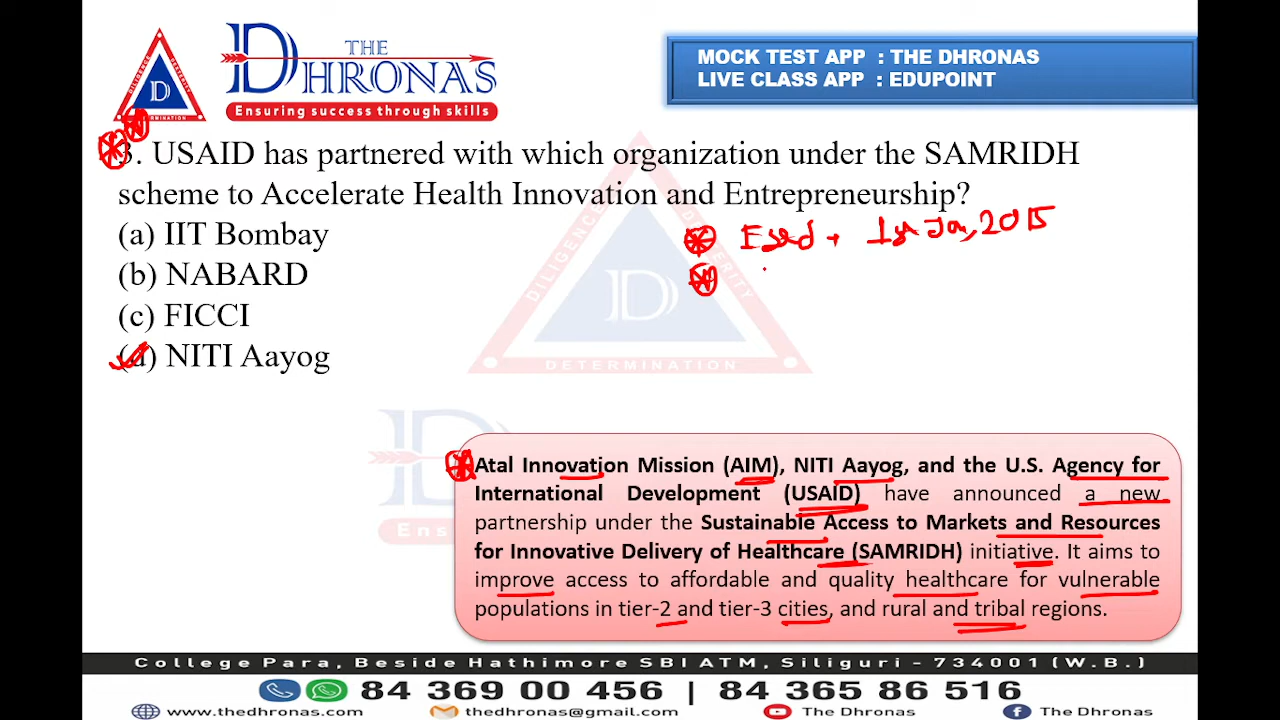 THE
DHRONAS
Ensuring success through skills
DILIGENCE
INTEGRITY
D
DETERMINATION
MOCK TEST APP : THE DHRONAS
LIVE CLASS APP : EDUPOINT
3. USAID has partnered with which organization under the SAMRIDH
scheme to Accelerate Health Innovation and Entrepreneurship?
(a) IIT Bombay
(b) NABARD
(c) FICCI
(d) NITI Aayog
Estd → 1st Jan, 2015
DILIGENCE
D
DETERMINATION
Atal Innovation Mission (AIM), NITI Aayog, and the U.S. Agency for
International Development (USAID) have announced a new
partnership under the Sustainable Access to Markets and Resources
for Innovative Delivery of Healthcare (SAMRIDH) initiative. It aims to
improve access to affordable and quality healthcare for vulnerable
populations in tier-2 and tier-3 cities, and rural and tribal regions.
College Para, Beside Hathimore SBI ATM, Siliguri - 734001 (W.B.)
84 369 00 456 | 84 365 86 516
www.thedhronas.com thedhronas@gmail.com The Dhronas The Dhronas